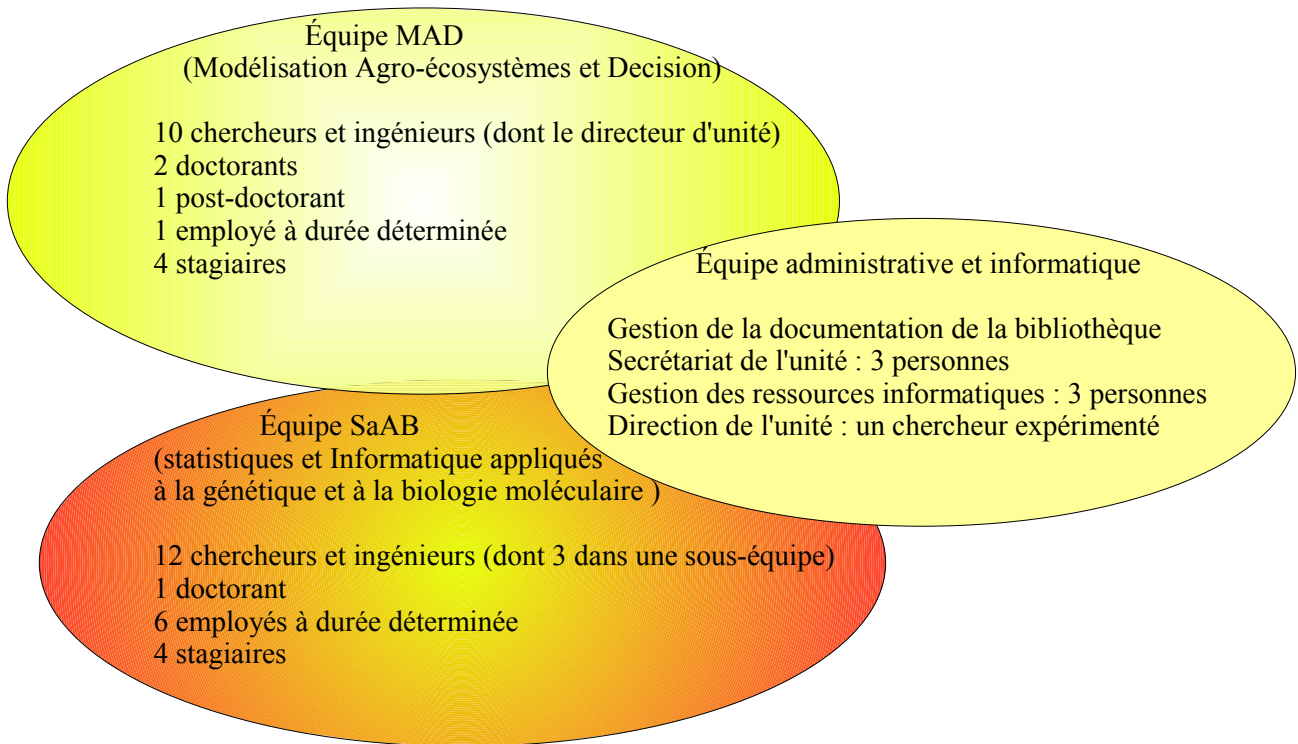 Équipe MAD
(Modélisation Agro-écosystèmes et Decision)
10 chercheurs et ingénieurs (dont le directeur d'unité)
2 doctorants
1 post-doctorant
1 employé à durée déterminée
4 stagiaires
Équipe administrative et informatique
Gestion de la documentation de la bibliothèque
Secrétariat de l'unité : 3 personnes
Gestion des ressources informatiques : 3 personnes
Direction de l'unité : un chercheur expérimenté
Équipe SaAB
(statistiques et Informatique appliqués
à la génétique et à la biologie moléculaire )
12 chercheurs et ingénieurs (dont 3 dans une sous-équipe)
1 doctorant
6 employés à durée déterminée
4 stagiaires